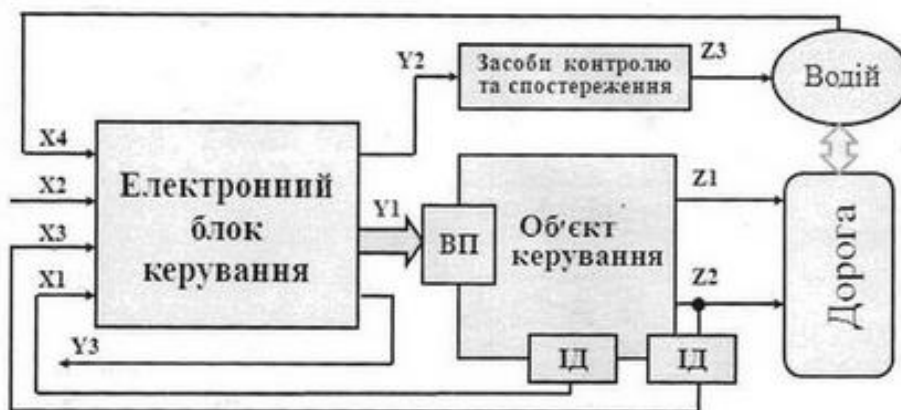 Y2
Засоби контролю
та спостереження
Z3
Водій
X4
X2
X3
X1
Електронний
блок
керування
Y1
ВП
Об'єкт
керування
Z1
Z2
Дорога
Y3
ІД
ІД